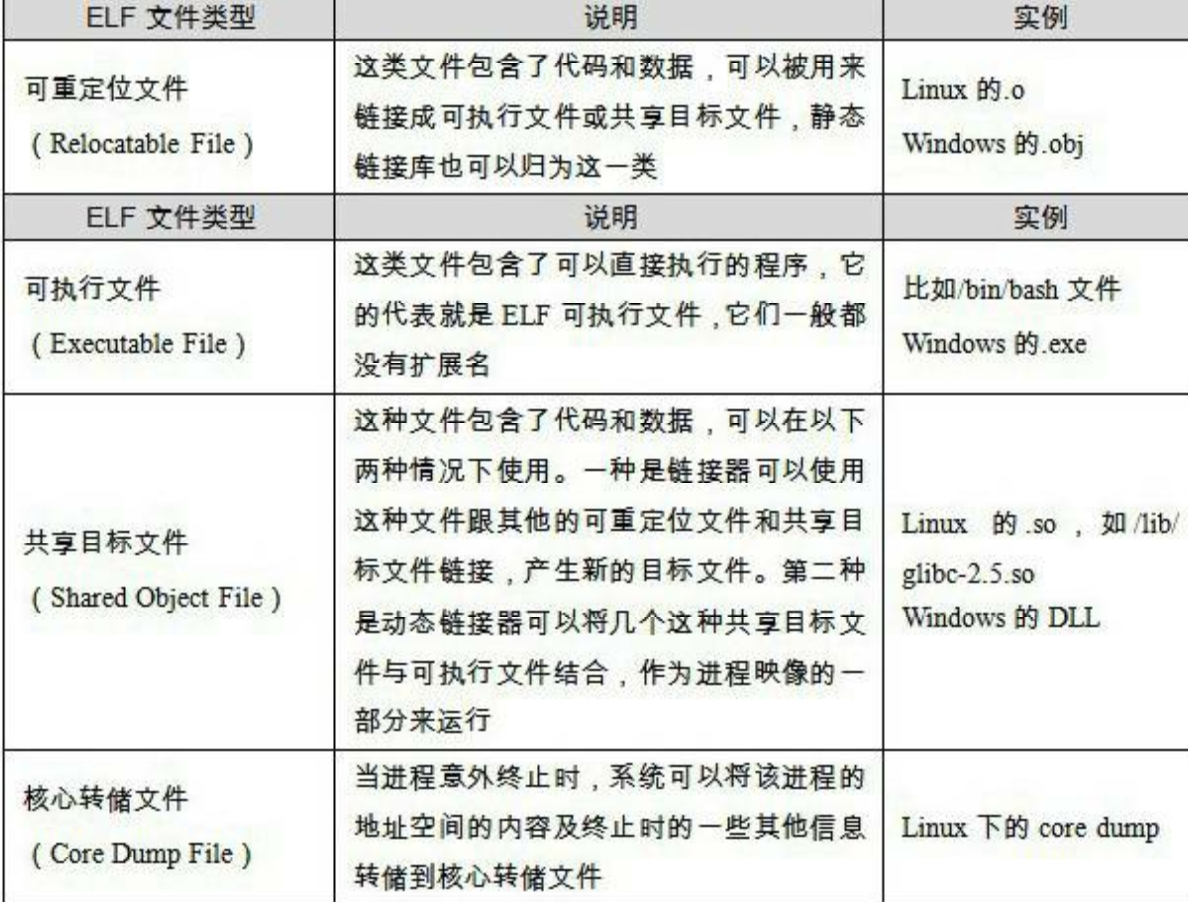 ELF 文件类型 说明 实例
可重定位文件
（Relocatable File）
这类文件包含了代码和数据，可以被用来
链接成可执行文件或共享目标文件，静态
链接库也可以归为这一类
Linux 的.o
Windows 的.obj
ELF 文件类型 说明 实例
可执行文件
（Executable File）
这类文件包含了可以直接执行的程序，它
的代表就是 ELF 可执行文件，它们一般都
没有扩展名
比如/bin/bash 文件
Windows 的.exe
共享目标文件
（Shared Object File）
这种文件包含了代码和数据，可以在以下
两种情况下使用。一种是链接器可以使用
这种文件跟其他的可重定位文件和共享目
标文件链接，产生新的目标文件。第二种
是动态链接器可以将几个这种共享目标文
件与可执行文件结合，作为进程映像的一
部分来运行
Linux 的.so，如/lib/
glibc-2.5.so
Windows 的 DLL
核心转储文件
（Core Dump File）
当进程意外终止时，系统可以将该进程的
地址空间的内容及终止时的一些其他信息
转储到核心转储文件
Linux 下的 core dump